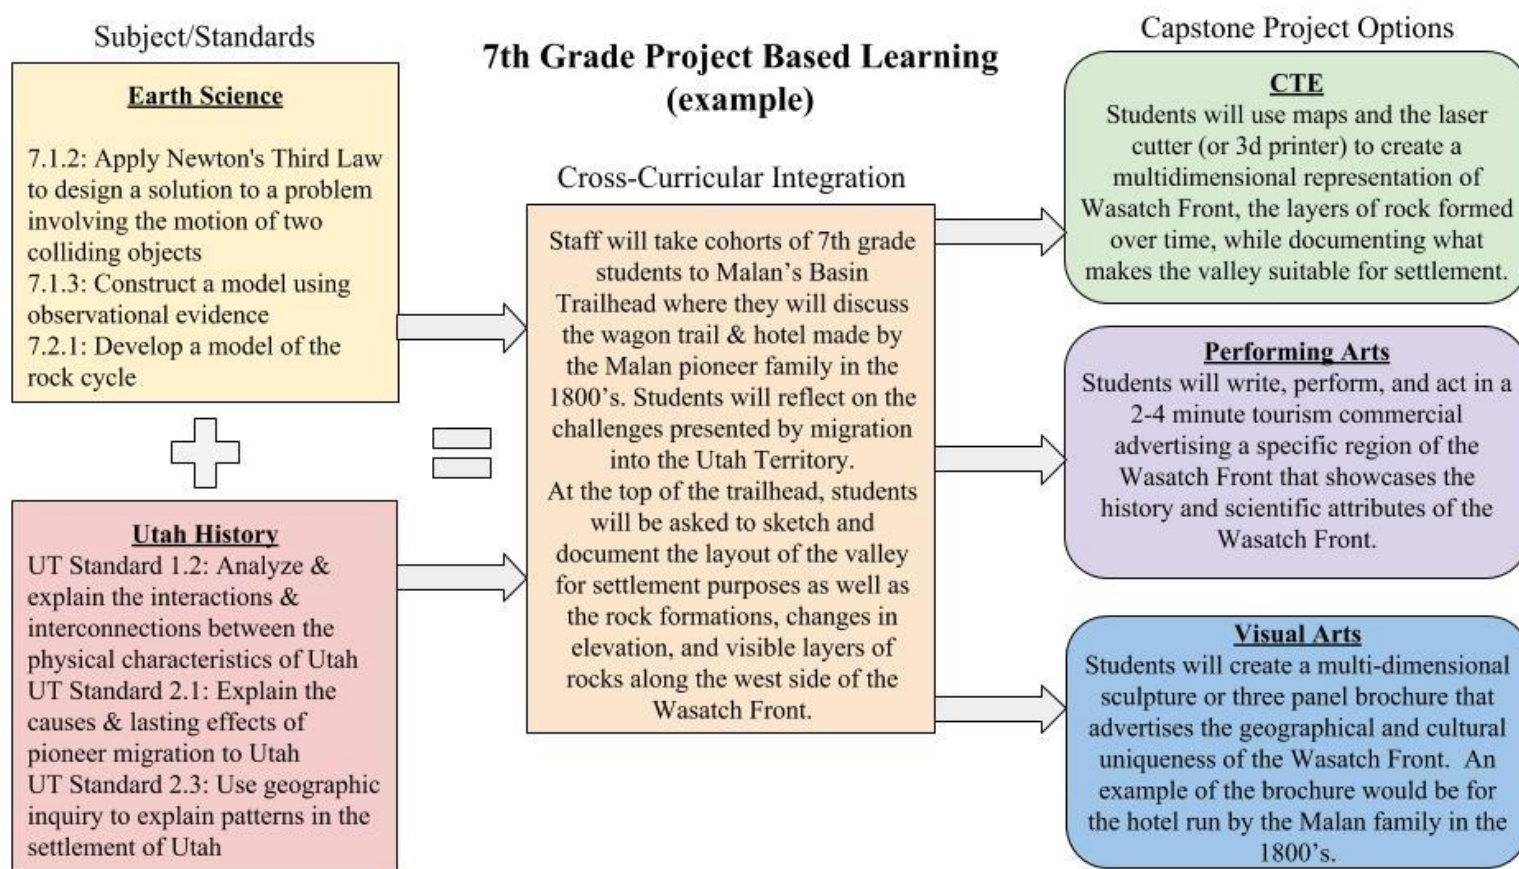 Subject/Standards
Earth Science
7.1.2: Apply Newton's Third Law
to design a solution to a problem
involving the motion of two
colliding objects
7.1.3: Construct a model using
observational evidence
7.2.1: Develop a model of the
rock cycle
Utah History
UT Standard 1.2: Analyze &
explain the interactions &
interconnections between the
physical characteristics of Utah
UT Standard 2.1: Explain the
causes & lasting effects of
pioneer migration to Utah
UT Standard 2.3: Use geographic
inquiry to explain patterns in the
settlement of Utah
7th Grade Project Based Learning
(example)
Cross-Curricular Integration
Staff will take cohorts of 7th grade
students to Malan’s Basin
Trailhead where they will discuss
the wagon trail & hotel made by
the Malan pioneer family in the
1800’s. Students will reflect on the
challenges presented by migration
into the Utah Territory.
At the top of the trailhead, students
will be asked to sketch and
document the layout of the valley
for settlement purposes as well as
the rock formations, changes in
elevation, and visible layers of
rocks along the west side of the
Wasatch Front.
Capstone Project Options
CTE
Students will use maps and the laser
cutter (or 3d printer) to create a
multidimensional representation of
Wasatch Front, the layers of rock formed
over time, while documenting what
makes the valley suitable for settlement.
Performing Arts
Students will write, perform, and act in a
2-4 minute tourism commercial
advertising a specific region of the
Wasatch Front that showcases the
history and scientific attributes of the
Wasatch Front.
Visual Arts
Students will create a multi-dimensional
sculpture or three panel brochure that
advertises the geographical and cultural
uniqueness of the Wasatch Front.  An
example of the brochure would be for
the hotel run by the Malan family in the
1800’s.